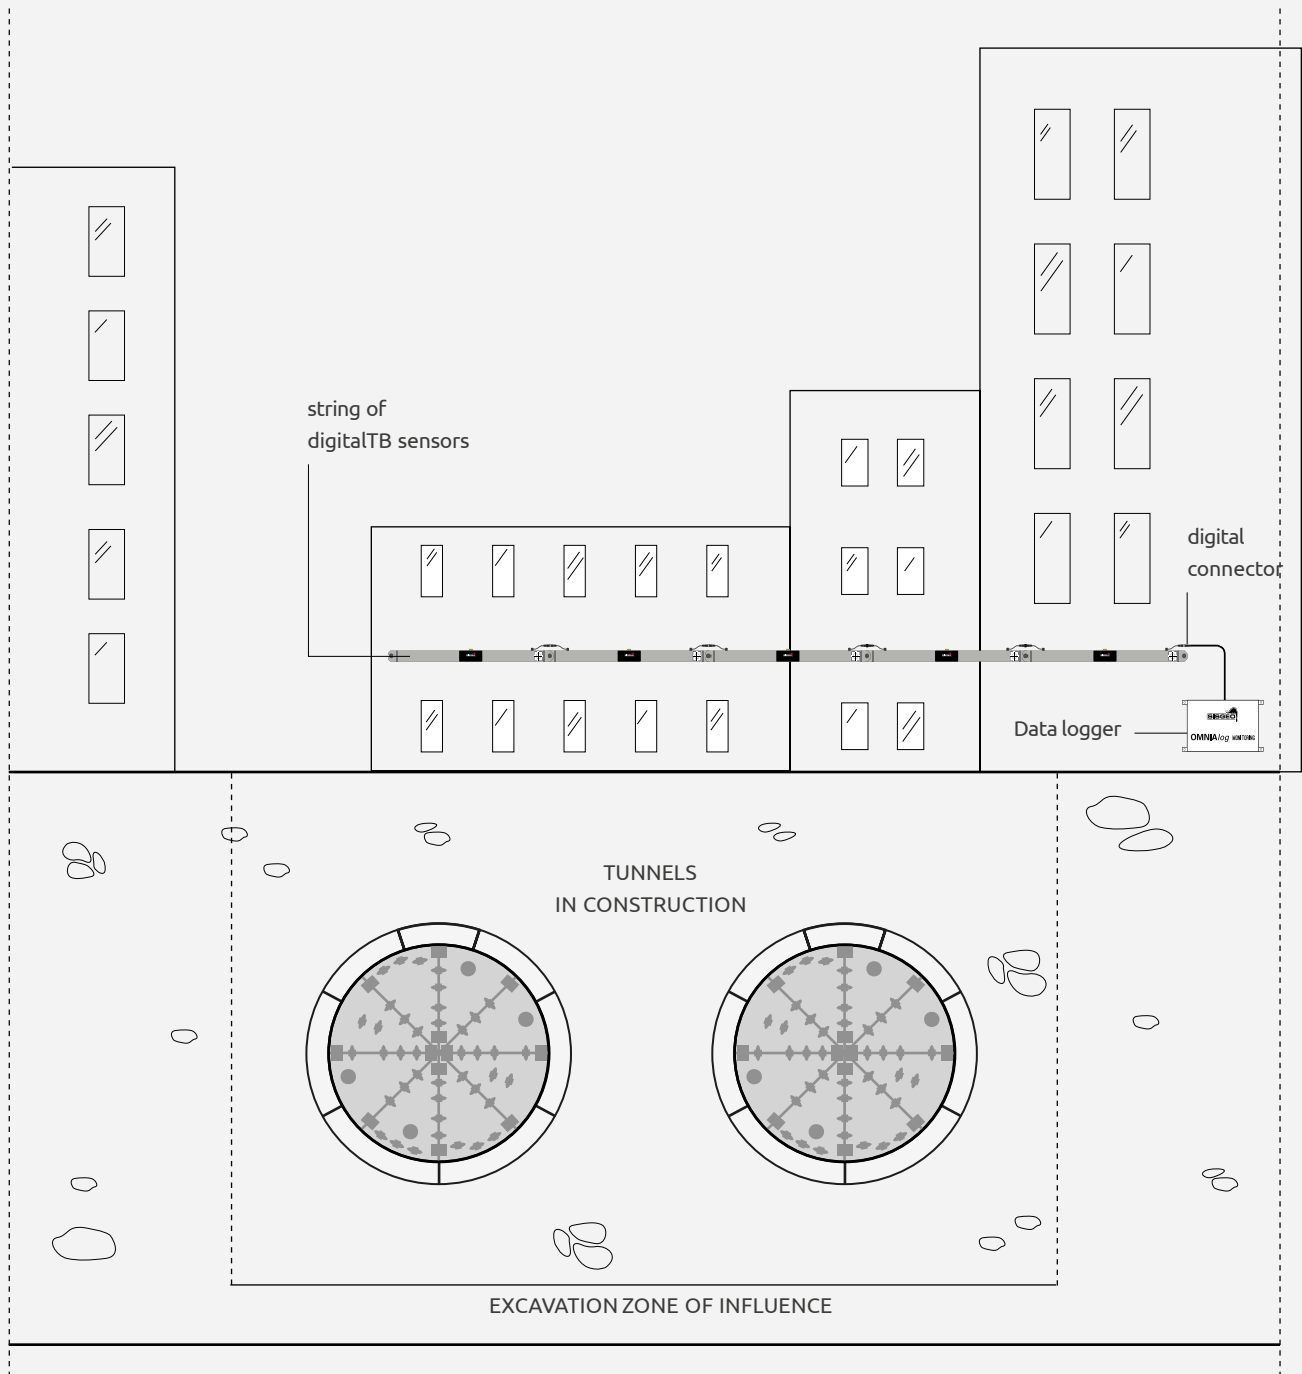 string of
digitalTB sensors
digital
connector
Data logger
SISGEO
OMNIAlog MONITORING
TUNNELS
IN CONSTRUCTION
EXCAVATION ZONE OF INFLUENCE